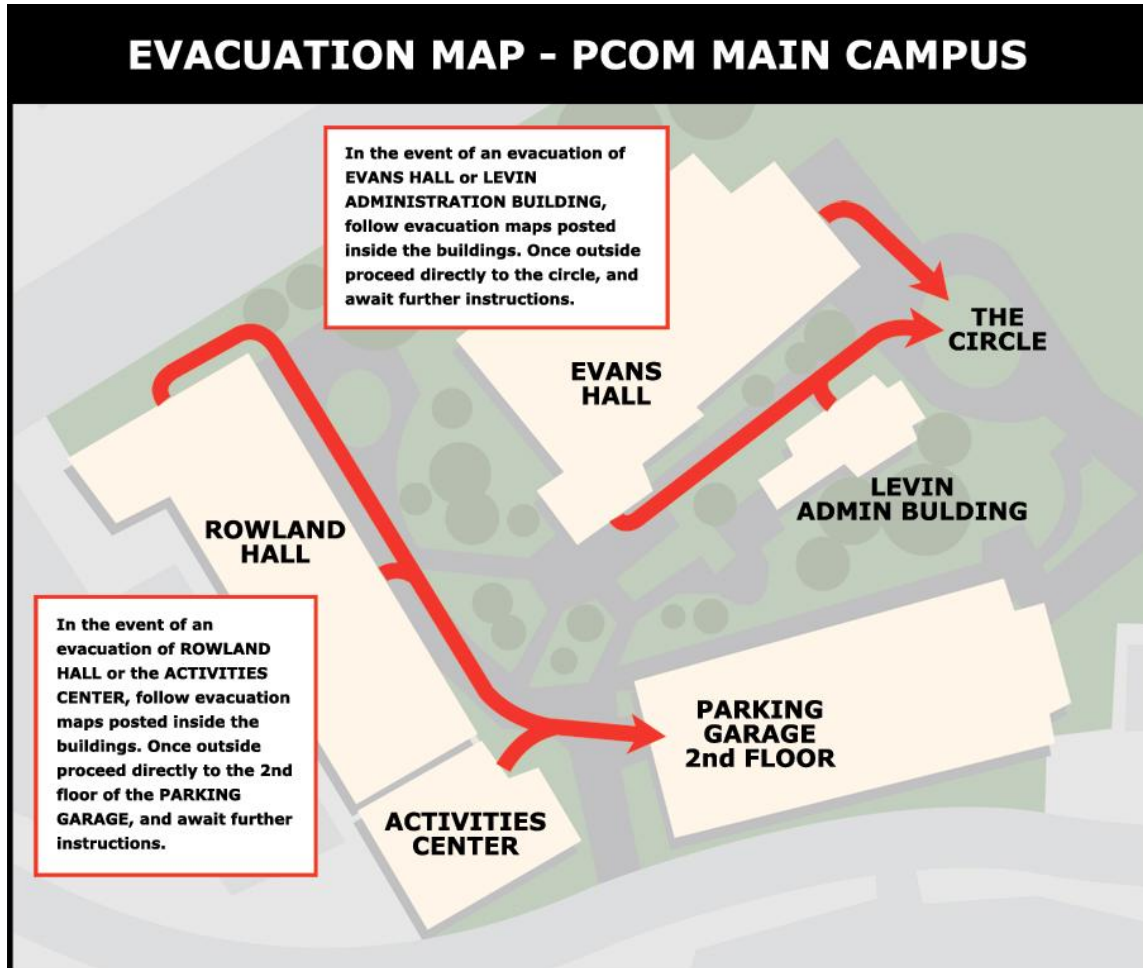 EVACUATION MAP - PCOM MAIN CAMPUS
In the event of an evacuation of
EVANS HALL or LEVIN
ADMINISTRATION BUILDING,
follow evacuation maps posted
inside the buildings. Once outside
proceed directly to the circle, and
await further instructions.
THE
CIRCLE
EVANS
HALL
LEVIN
ADMIN BULDING
ROWLAND
HALL
In the event of an
evacuation of ROWLAND
HALL or the ACTIVITIES
CENTER, follow evacuation
maps posted inside the
buildings. Once outside
proceed directly to the 2nd
floor of the PARKING
GARAGE, and await further
instructions.
PARKING
GARAGE
2nd FLOOR
ACTIVITIES
CENTER